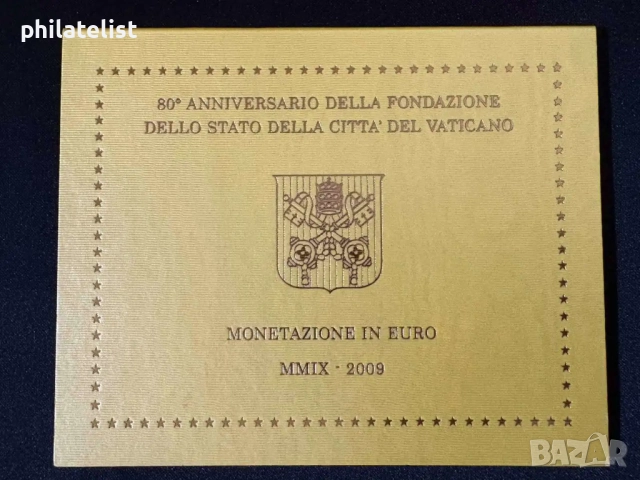 philatelist
80° ANNIVERSARIO DELLA FONDAZIONE
DELLO STATO DELLA CITTA' DEL VATICANO
MONETAZIONE IN EURO
MMIX · 2009
BAZAR